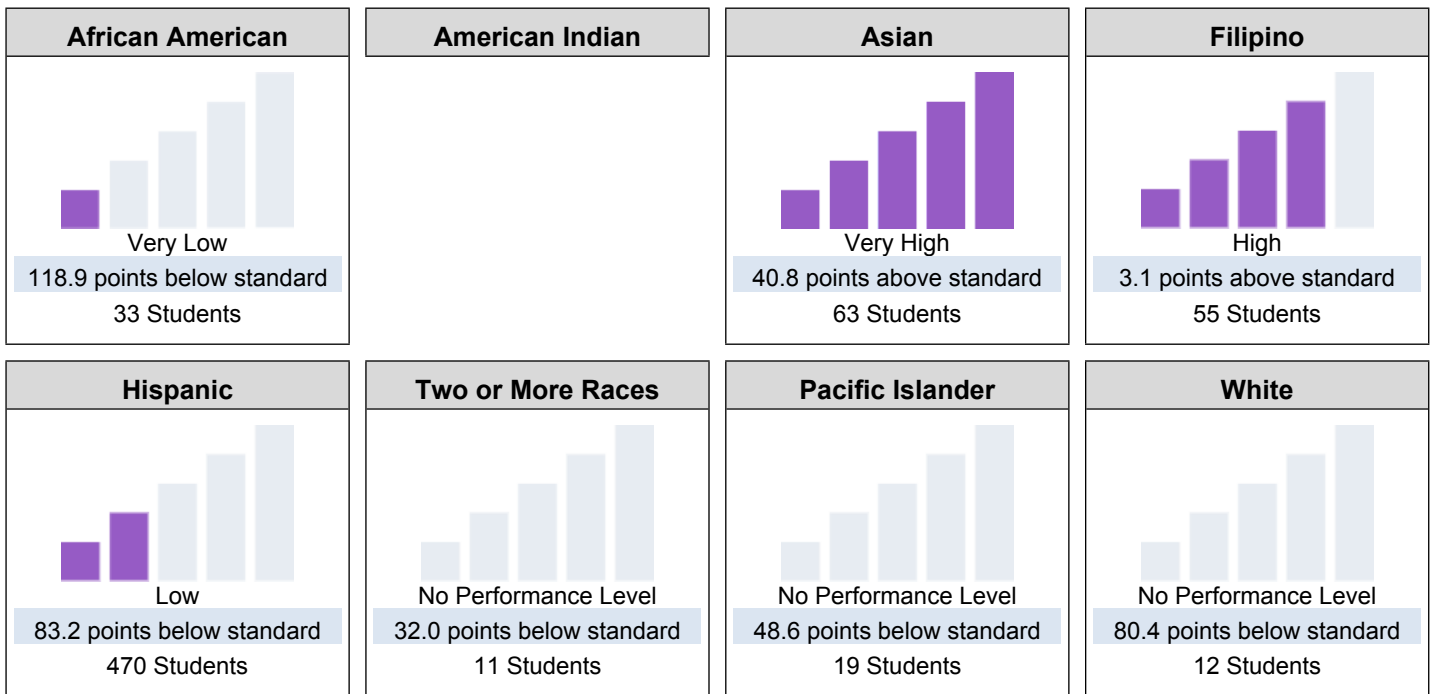 African American
Very Low
118.9 points below standard
33 Students
American Indian
Asian
Very High
40.8 points above standard
63 Students
Filipino
High
3.1 points above standard
55 Students
Hispanic
Low
83.2 points below standard
470 Students
Two or More Races
No Performance Level
32.0 points below standard
11 Students
Pacific Islander
No Performance Level
48.6 points below standard
19 Students
White
No Performance Level
80.4 points below standard
12 Students